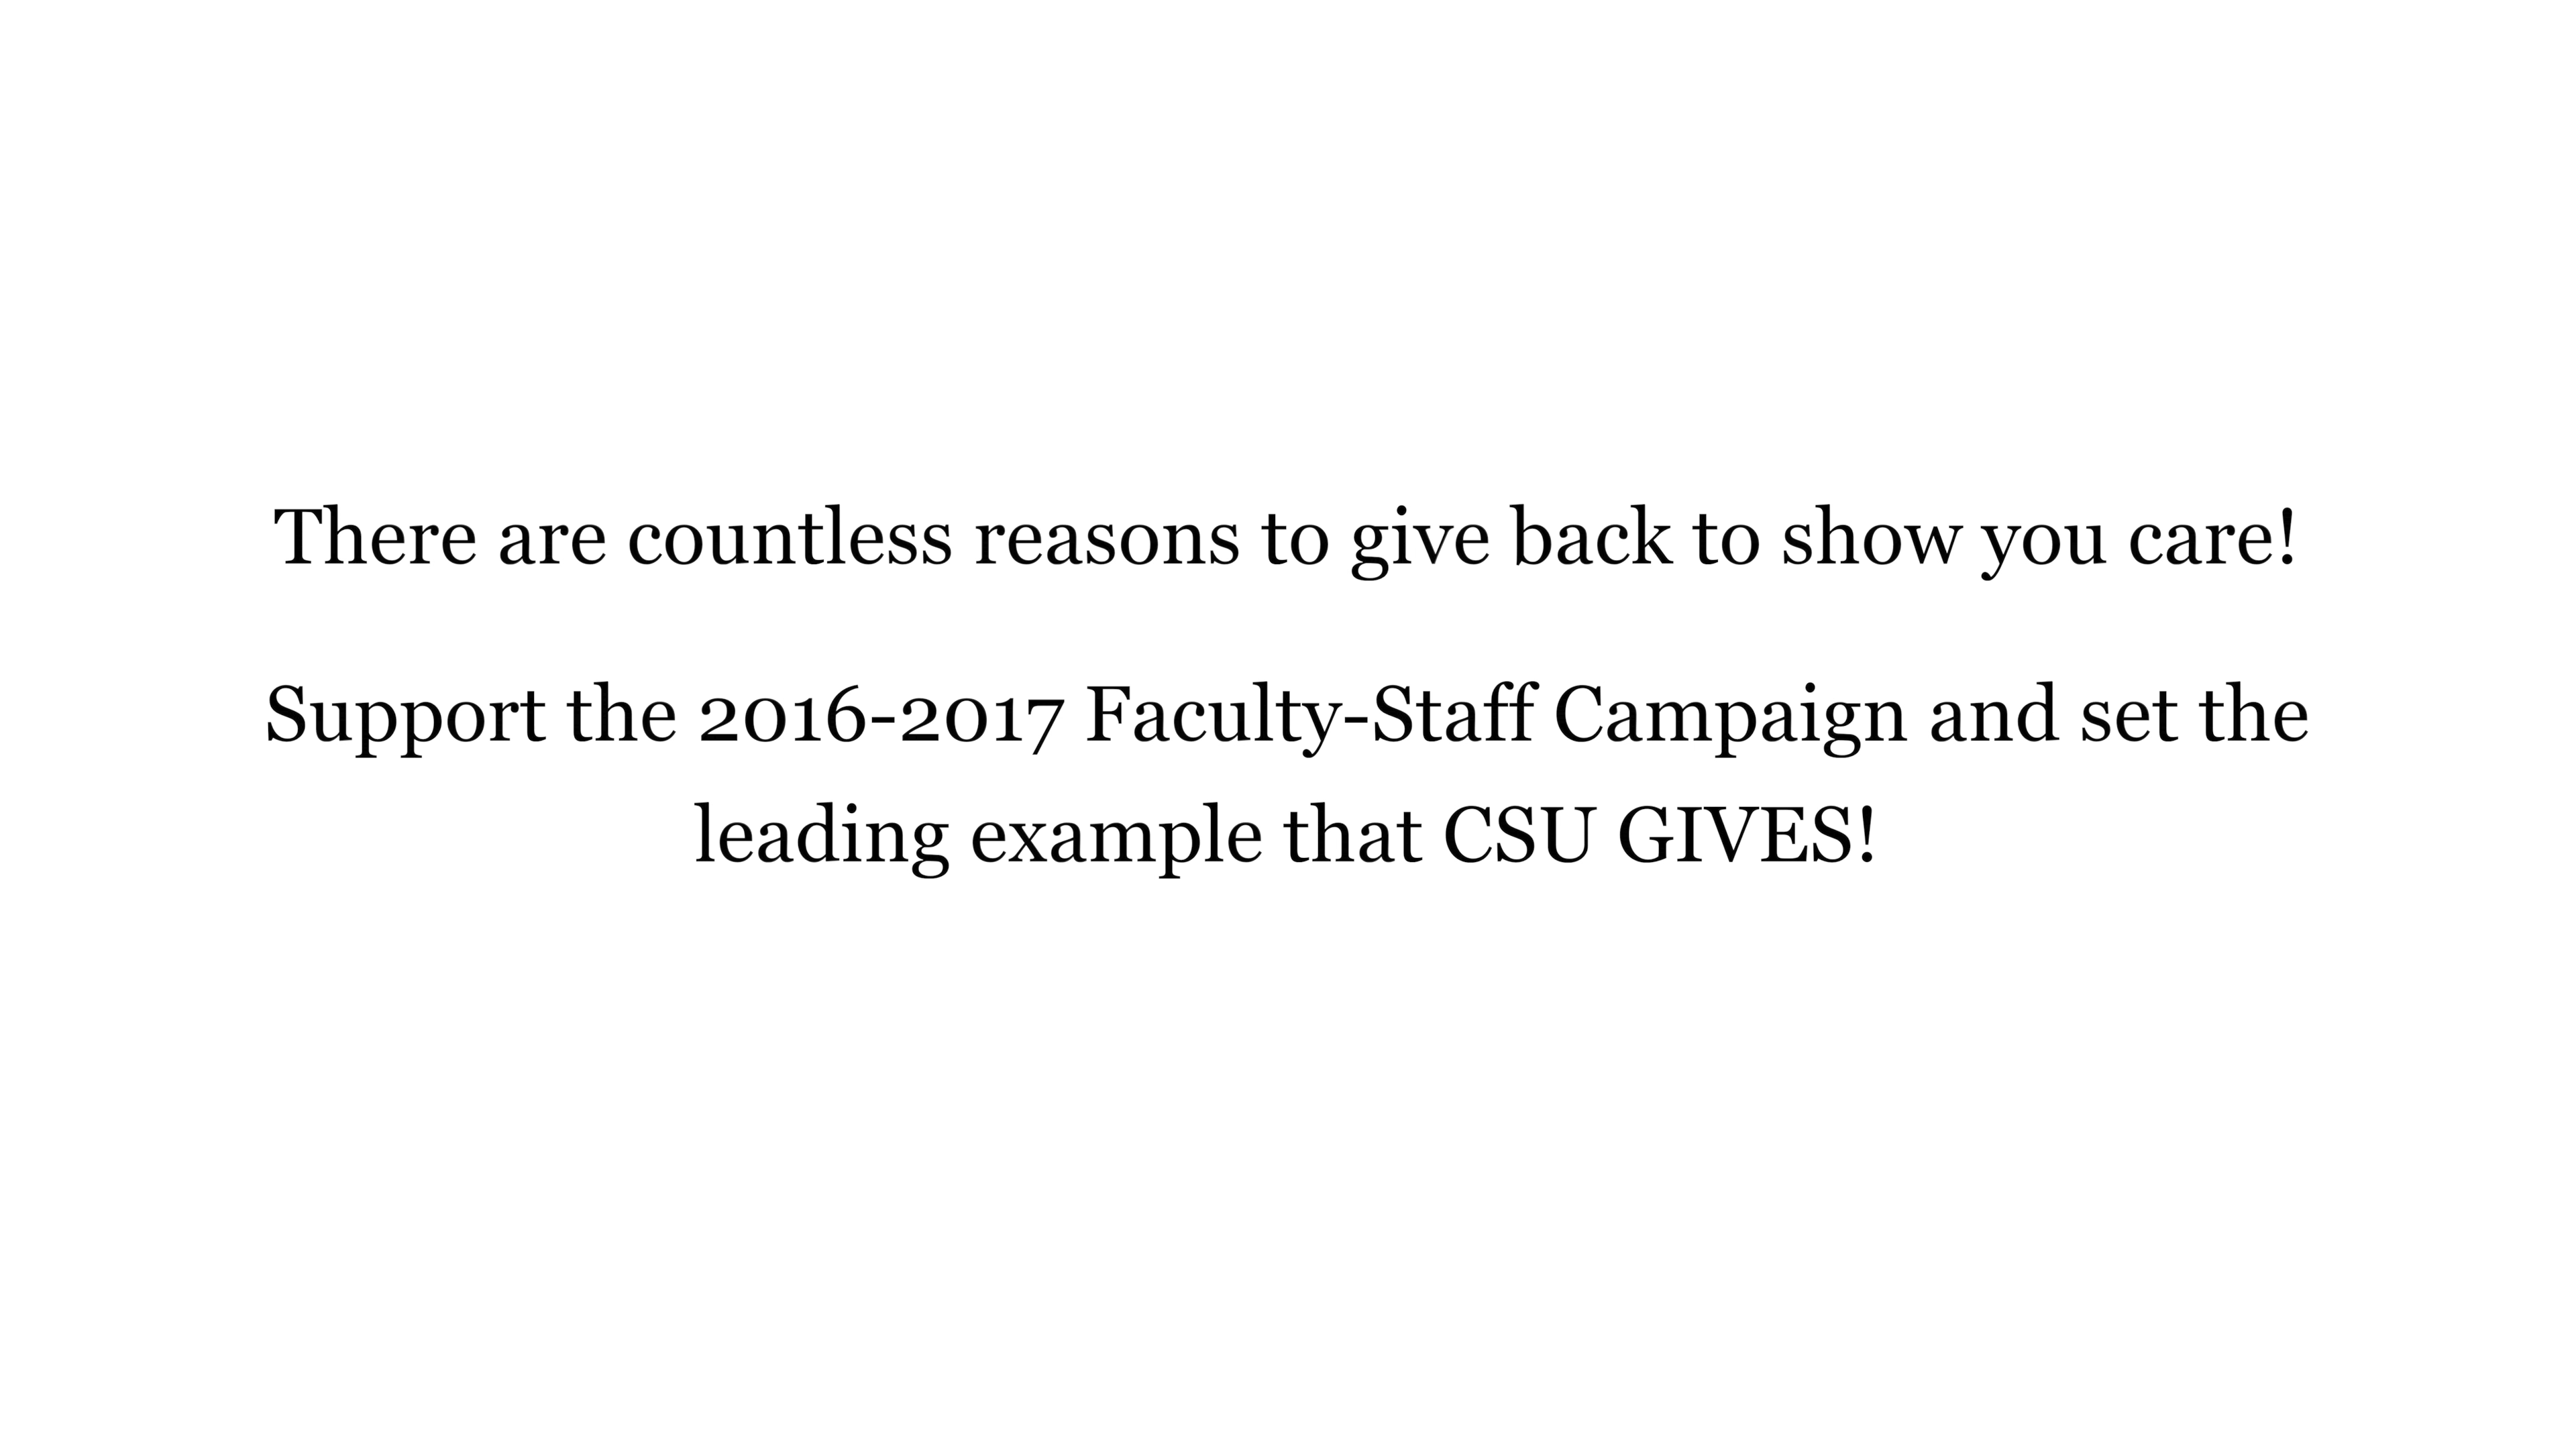 There are countless reasons to give back to show you care!
Support the 2016-2017 Faculty-Staff Campaign and set the
leading example that CSU GIVES!